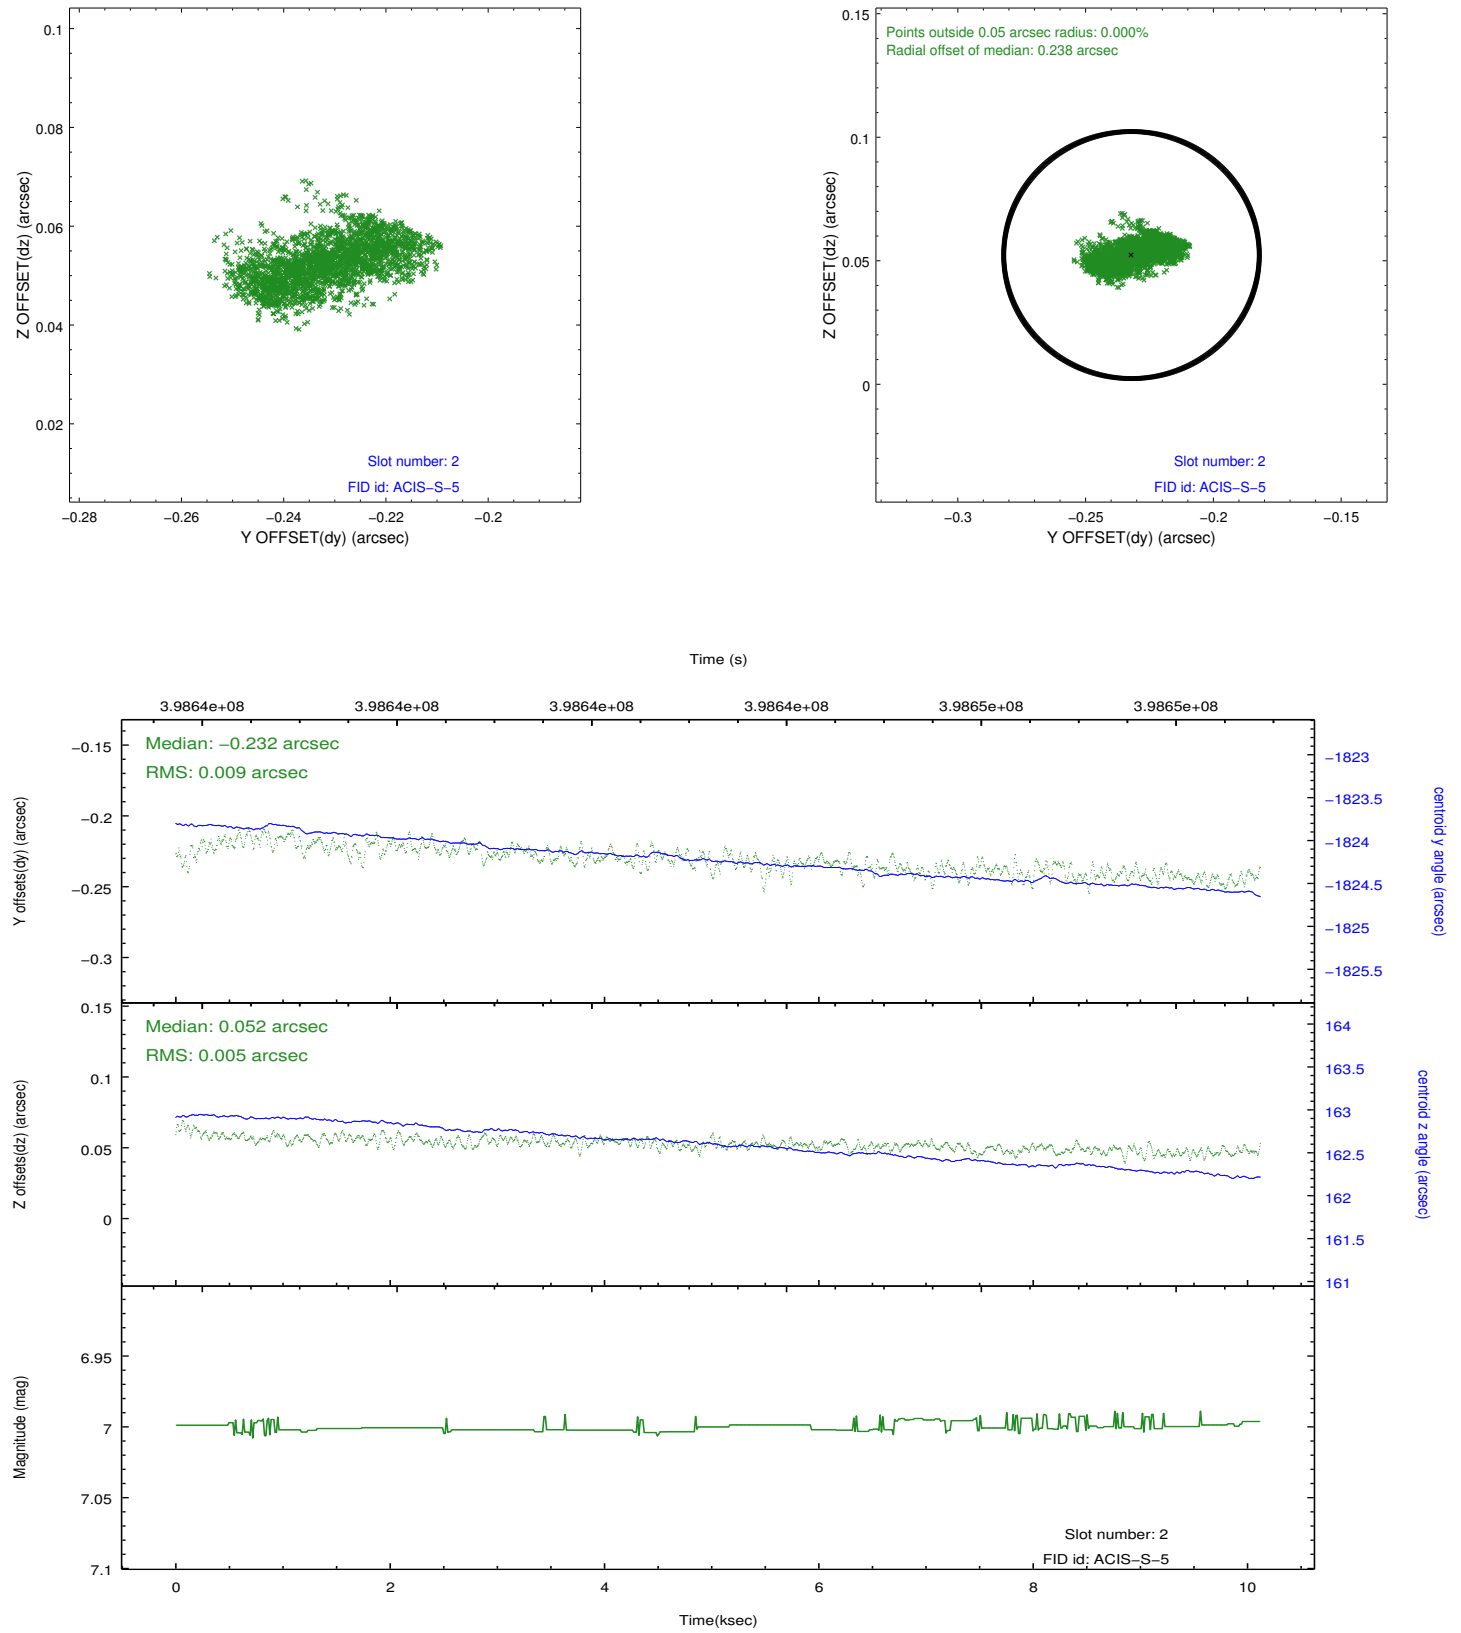 0.1
0.08
0.06
0.04
0.02
Z OFFSET(dz) (arcsec)
Slot number: 2
FID id: ACIS−S−5
−0.28 −0.26 −0.24 −0.22 −0.2
Y OFFSET(dy) (arcsec)
0.15
0.1
0.05
0
Z OFFSET(dz) (arcsec)
Points outside 0.05 arcsec radius: 0.000%
Radial offset of median: 0.238 arcsec
Slot number: 2
FID id: ACIS−S−5
−0.3 −0.25 −0.2 −0.15
Y OFFSET(dy) (arcsec)
Time (s)
3.9864e+08 3.9864e+08 3.9864e+08 3.9864e+08 3.9865e+08 3.9865e+08
−0.15
−0.2
−0.25
−0.3
Y offsets(dy) (arcsec)
Median: −0.232 arcsec
RMS: 0.009 arcsec
−1823
−1823.5
−1824
−1824.5
−1825
−1825.5
centroid y angle (arcsec)
0.15
0.1
0.05
0
Z offsets(dz) (arcsec)
Median: 0.052 arcsec
RMS: 0.005 arcsec
164
163.5
163
162.5
162
161.5
161
centroid z angle (arcsec)
6.95
7
7.05
7.1
Magnitude (mag)
Slot number: 2
FID id: ACIS−S−5
0 2 4 6 8 10
Time(ksec)